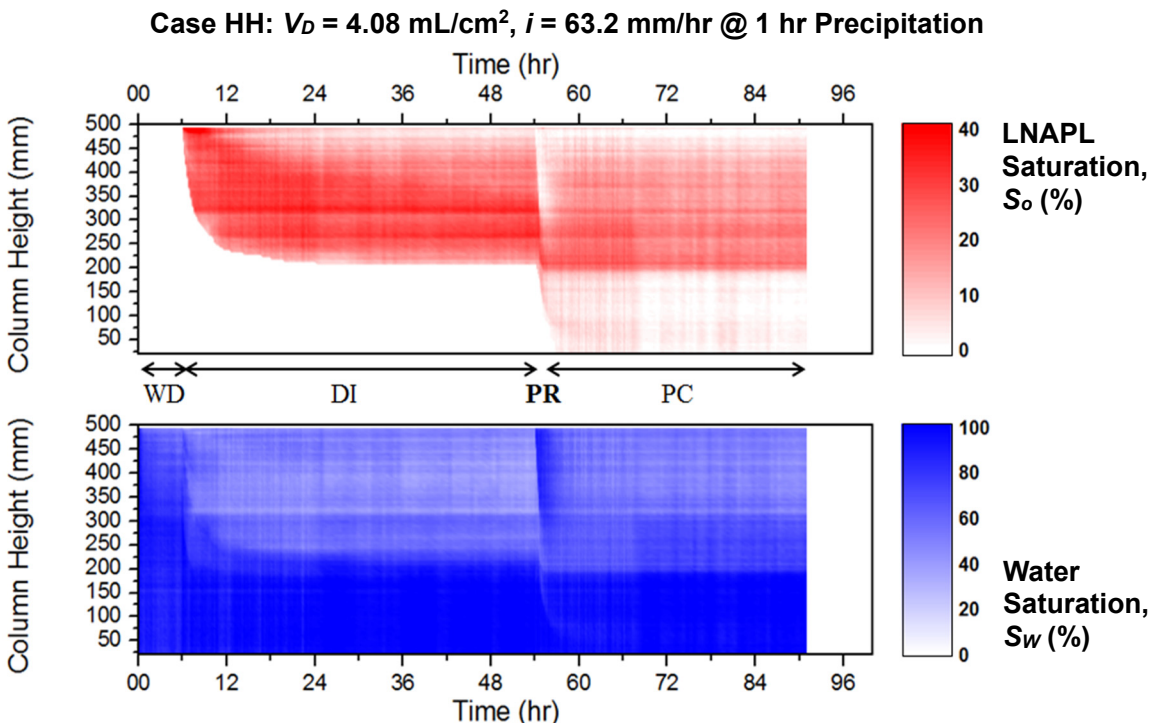 Case HH: VD = 4.08 mL/cm², i = 63.2 mm/hr @ 1 hr Precipitation
Time (hr)
00 12 24 36 48 60 72 84 96
Column Height (mm)
500
450
400
350
300
250
200
150
100
50
40
30
20
10
0
LNAPL
Saturation,
So (%)
WD DI PR PC
Column Height (mm)
500
450
400
350
300
250
200
150
100
50
100
80
60
40
20
0
Water
Saturation,
SW (%)
00 12 24 36 48 60 72 84 96
Time (hr)